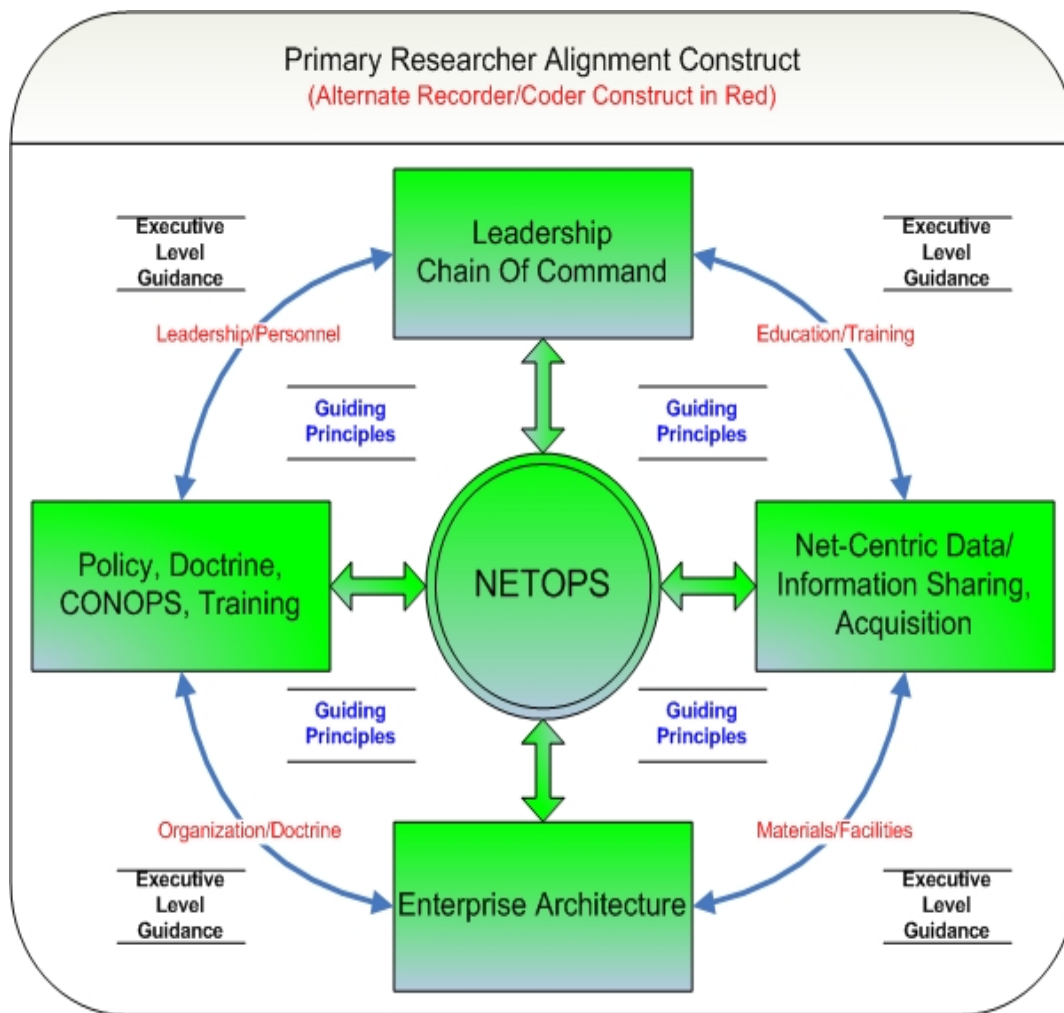 Primary Researcher Alignment Construct
(Alternate Recorder/Coder Construct in Red)
Executive
Level
Guidance
Leadership
Chain Of Command
Executive
Level
Guidance
Leadership/Personnel
Education/Training
Guiding
Principles
Guiding
Principles
Policy, Doctrine,
CONOPS, Training
NETOPS
Net-Centric Data/
Information Sharing,
Acquisition
Guiding
Principles
Guiding
Principles
Organization/Doctrine
Materials/Facilities
Executive
Level
Guidance
Enterprise Architecture
Executive
Level
Guidance